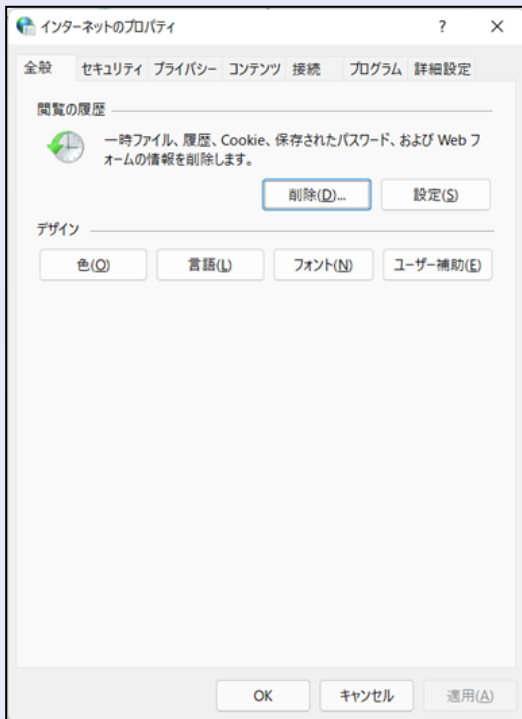 インターネットのプロパティ ? ×
全般 セキュリティ プライバシー コンテンツ 接続 プログラム 詳細設定
閲覧の履歴
一時ファイル、履歴、Cookie、保存されたパスワード、および Web フ
ォームの情報を削除します。
削除(D)... 設定(S)
デザイン
色(O) 言語(L) フォント(N) ユーザー補助(E)
OK キャンセル 適用(A)